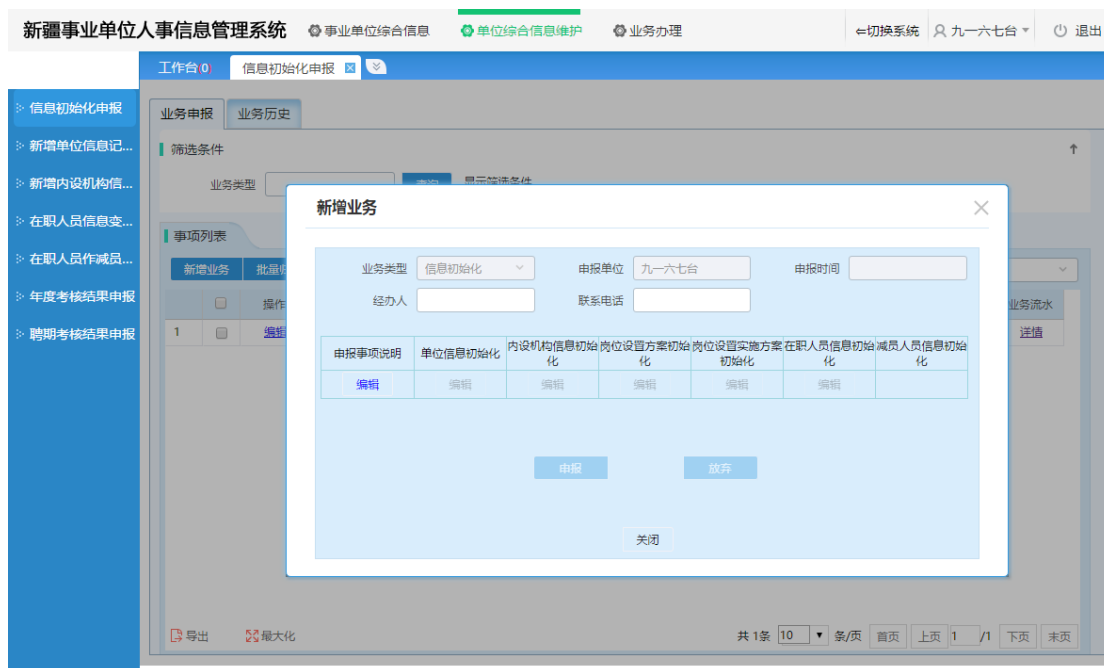 新疆事业单位人事信息管理系统 事业单位综合信息 单位综合信息维护 业务办理 ⇐切换系统 九一六七台 退出
工作台(0) 信息初始化申报
信息初始化申报
新增单位信息记...
新增内设机构信...
在职人员信息变...
在职人员作减员...
年度考核结果申报
聘期考核结果申报
业务申报 业务历史
筛选条件
业务类型 查询 显示筛选条件
事项列表
新增业务
操作 业务流水
1 编辑 详情
新增业务
业务类型 信息初始化 申报单位 九一六七台 申报时间
经办人 联系电话
申报事项说明 单位信息初始化 内设机构信息初始化 岗位设置方案初始化 岗位设置实施方案初始化 在职人员信息初始化 减员人员信息初始化
编辑 编辑 编辑 编辑 编辑 编辑
申报 放弃
关闭
导出 最大化 共 1条 10 条/页 首页 上页 1 /1 下页 末页